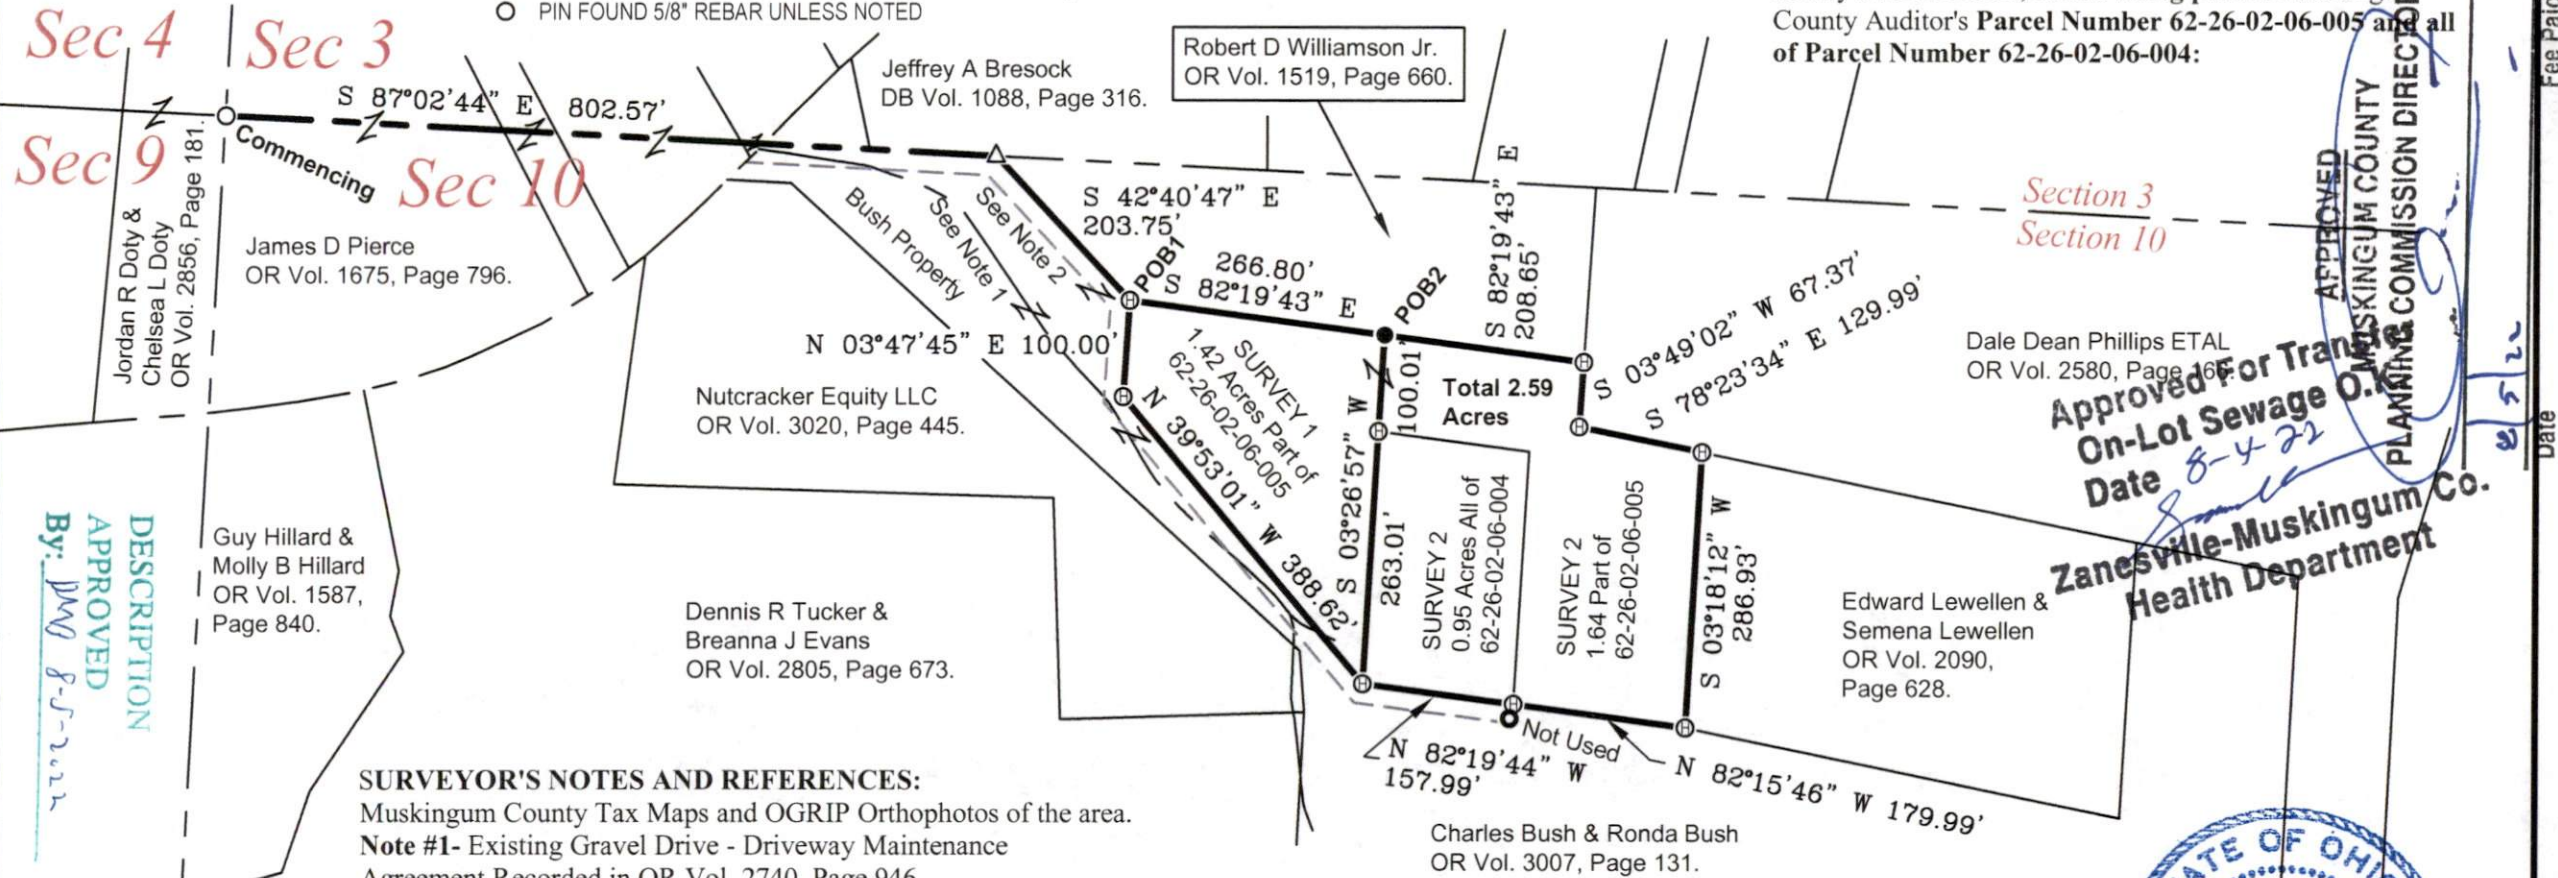 O PIN FOUND 5/8" REBAR UNLESS NOTED
County Auditor's Parcel Number 62-26-02-06-005 and all
of Parcel Number 62-26-02-06-004:
Fee Paid
Sec 4
Sec 3
Sec 9
Sec 10
S 87°02'44" E 802.57'
Commencing
Jeffrey A Bresock
DB Vol. 1088, Page 316.
Robert D Williamson Jr.
OR Vol. 1519, Page 660.
Jordan R Doty &
Chelsea L Doty
OR Vol. 2856, Page 181.
James D Pierce
OR Vol. 1675, Page 796.
Bush Property
See Note 1
See Note 2
S 42°40'47" E
203.75'
POB1
266.80'
S 82°19'43" E
POB2
S 82°19'43" E
208.65'
Section 3
Section 10
S 03°49'02" W 67.37'
S 78°23'34" E 129.99'
N 03°47'45" E 100.00'
Nutcracker Equity LLC
OR Vol. 3020, Page 445.
SURVEY 1
1.42 Acres Part of
62-26-02-06-005
N 39°53'01" W 388.62'
100.01'
S 03°26'57" W
263.01'
Total 2.59
Acres
SURVEY 2
0.95 Acres All of
62-26-02-06-004
SURVEY 2
1.64 Part of
62-26-02-06-005
S 03°18'12" W
286.93'
Dale Dean Phillips ETAL
OR Vol. 2580, Page 166.
APPROVED
MUSKINGUM COUNTY
PLANNING COMMISSION DIRECTOR
Date
Approved For Transfer
On-Lot Sewage O.K.
Date 8-4-22
Zanesville-Muskingum Co.
Health Department
Edward Lewellen &
Semena Lewellen
OR Vol. 2090,
Page 628.
Guy Hillard &
Molly B Hillard
OR Vol. 1587,
Page 840.
Dennis R Tucker &
Breanna J Evans
OR Vol. 2805, Page 673.
DESCRIPTION
APPROVED
By: 8-5-2022
Not Used
N 82°19'44" W
157.99'
N 82°15'46" W 179.99'
Charles Bush & Ronda Bush
OR Vol. 3007, Page 131.
SURVEYOR'S NOTES AND REFERENCES:
Muskingum County Tax Maps and OGRIP Orthophotos of the area.
Note #1- Existing Gravel Drive - Driveway Maintenance
Agreement Recorded in OR Vol. 2740, Page 946
ATE OF OHI